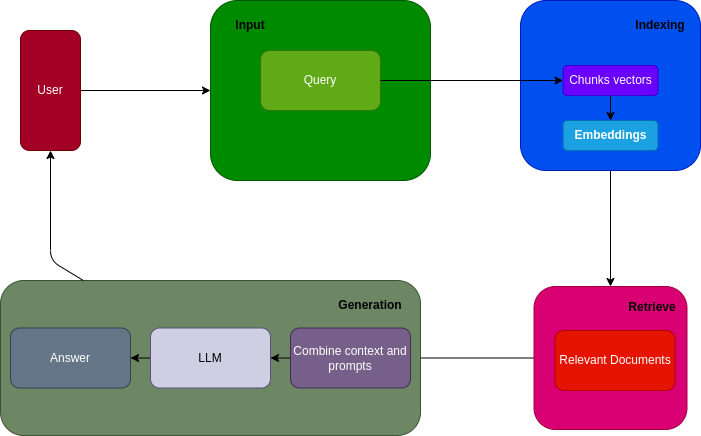 Input
Indexing
User
Query
Chunks vectors
Embeddings
Generation
Retrieve
Answer
LLM
Combine context and
prompts
Relevant Documents